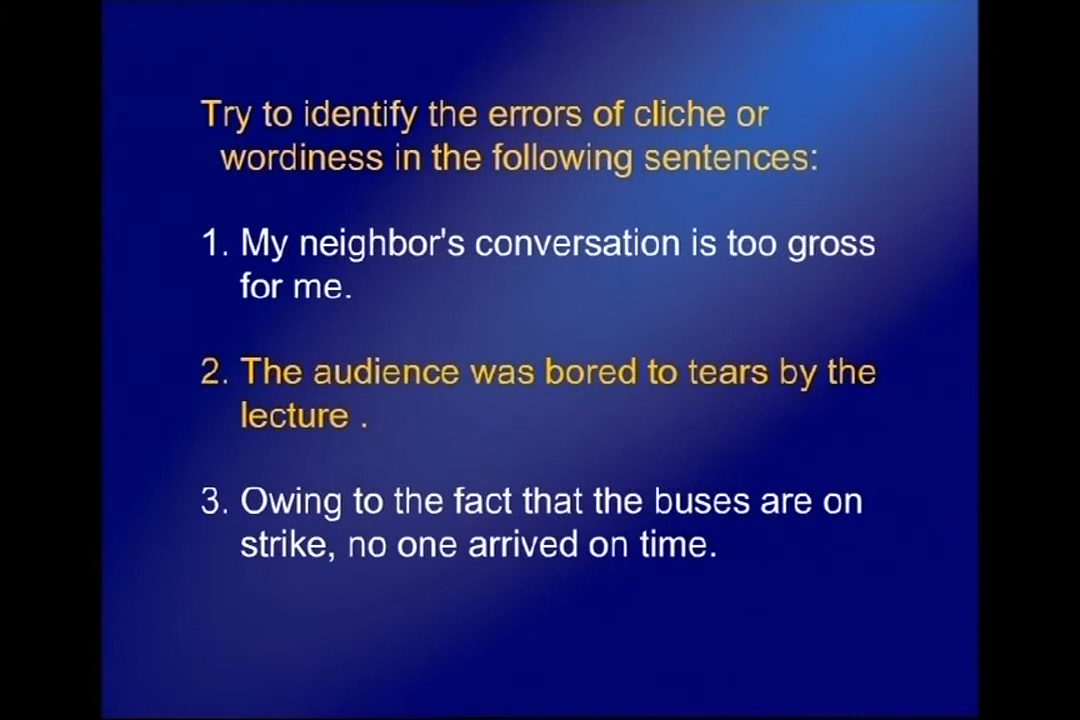 Try to identify the errors of cliche or
wordiness in the following sentences:
1. My neighbor's conversation is too gross
for me.
2. The audience was bored to tears by the
lecture .
3. Owing to the fact that the buses are on
strike, no one arrived on time.